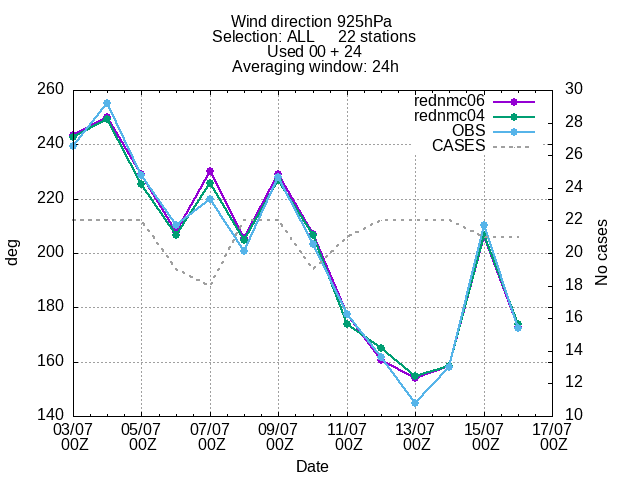 Wind direction 925hPa
Selection: ALL 22 stations
Used 00 + 24
Averaging window: 24h
rednmc06
rednmc04
OBS
CASES
260
240
220
200
180
160
140
deg
30
28
26
24
22
20
18
16
14
12
10
No cases
03/07 05/07 07/07 09/07 11/07 13/07 15/07 17/07
00Z 00Z 00Z 00Z 00Z 00Z 00Z 00Z
Date